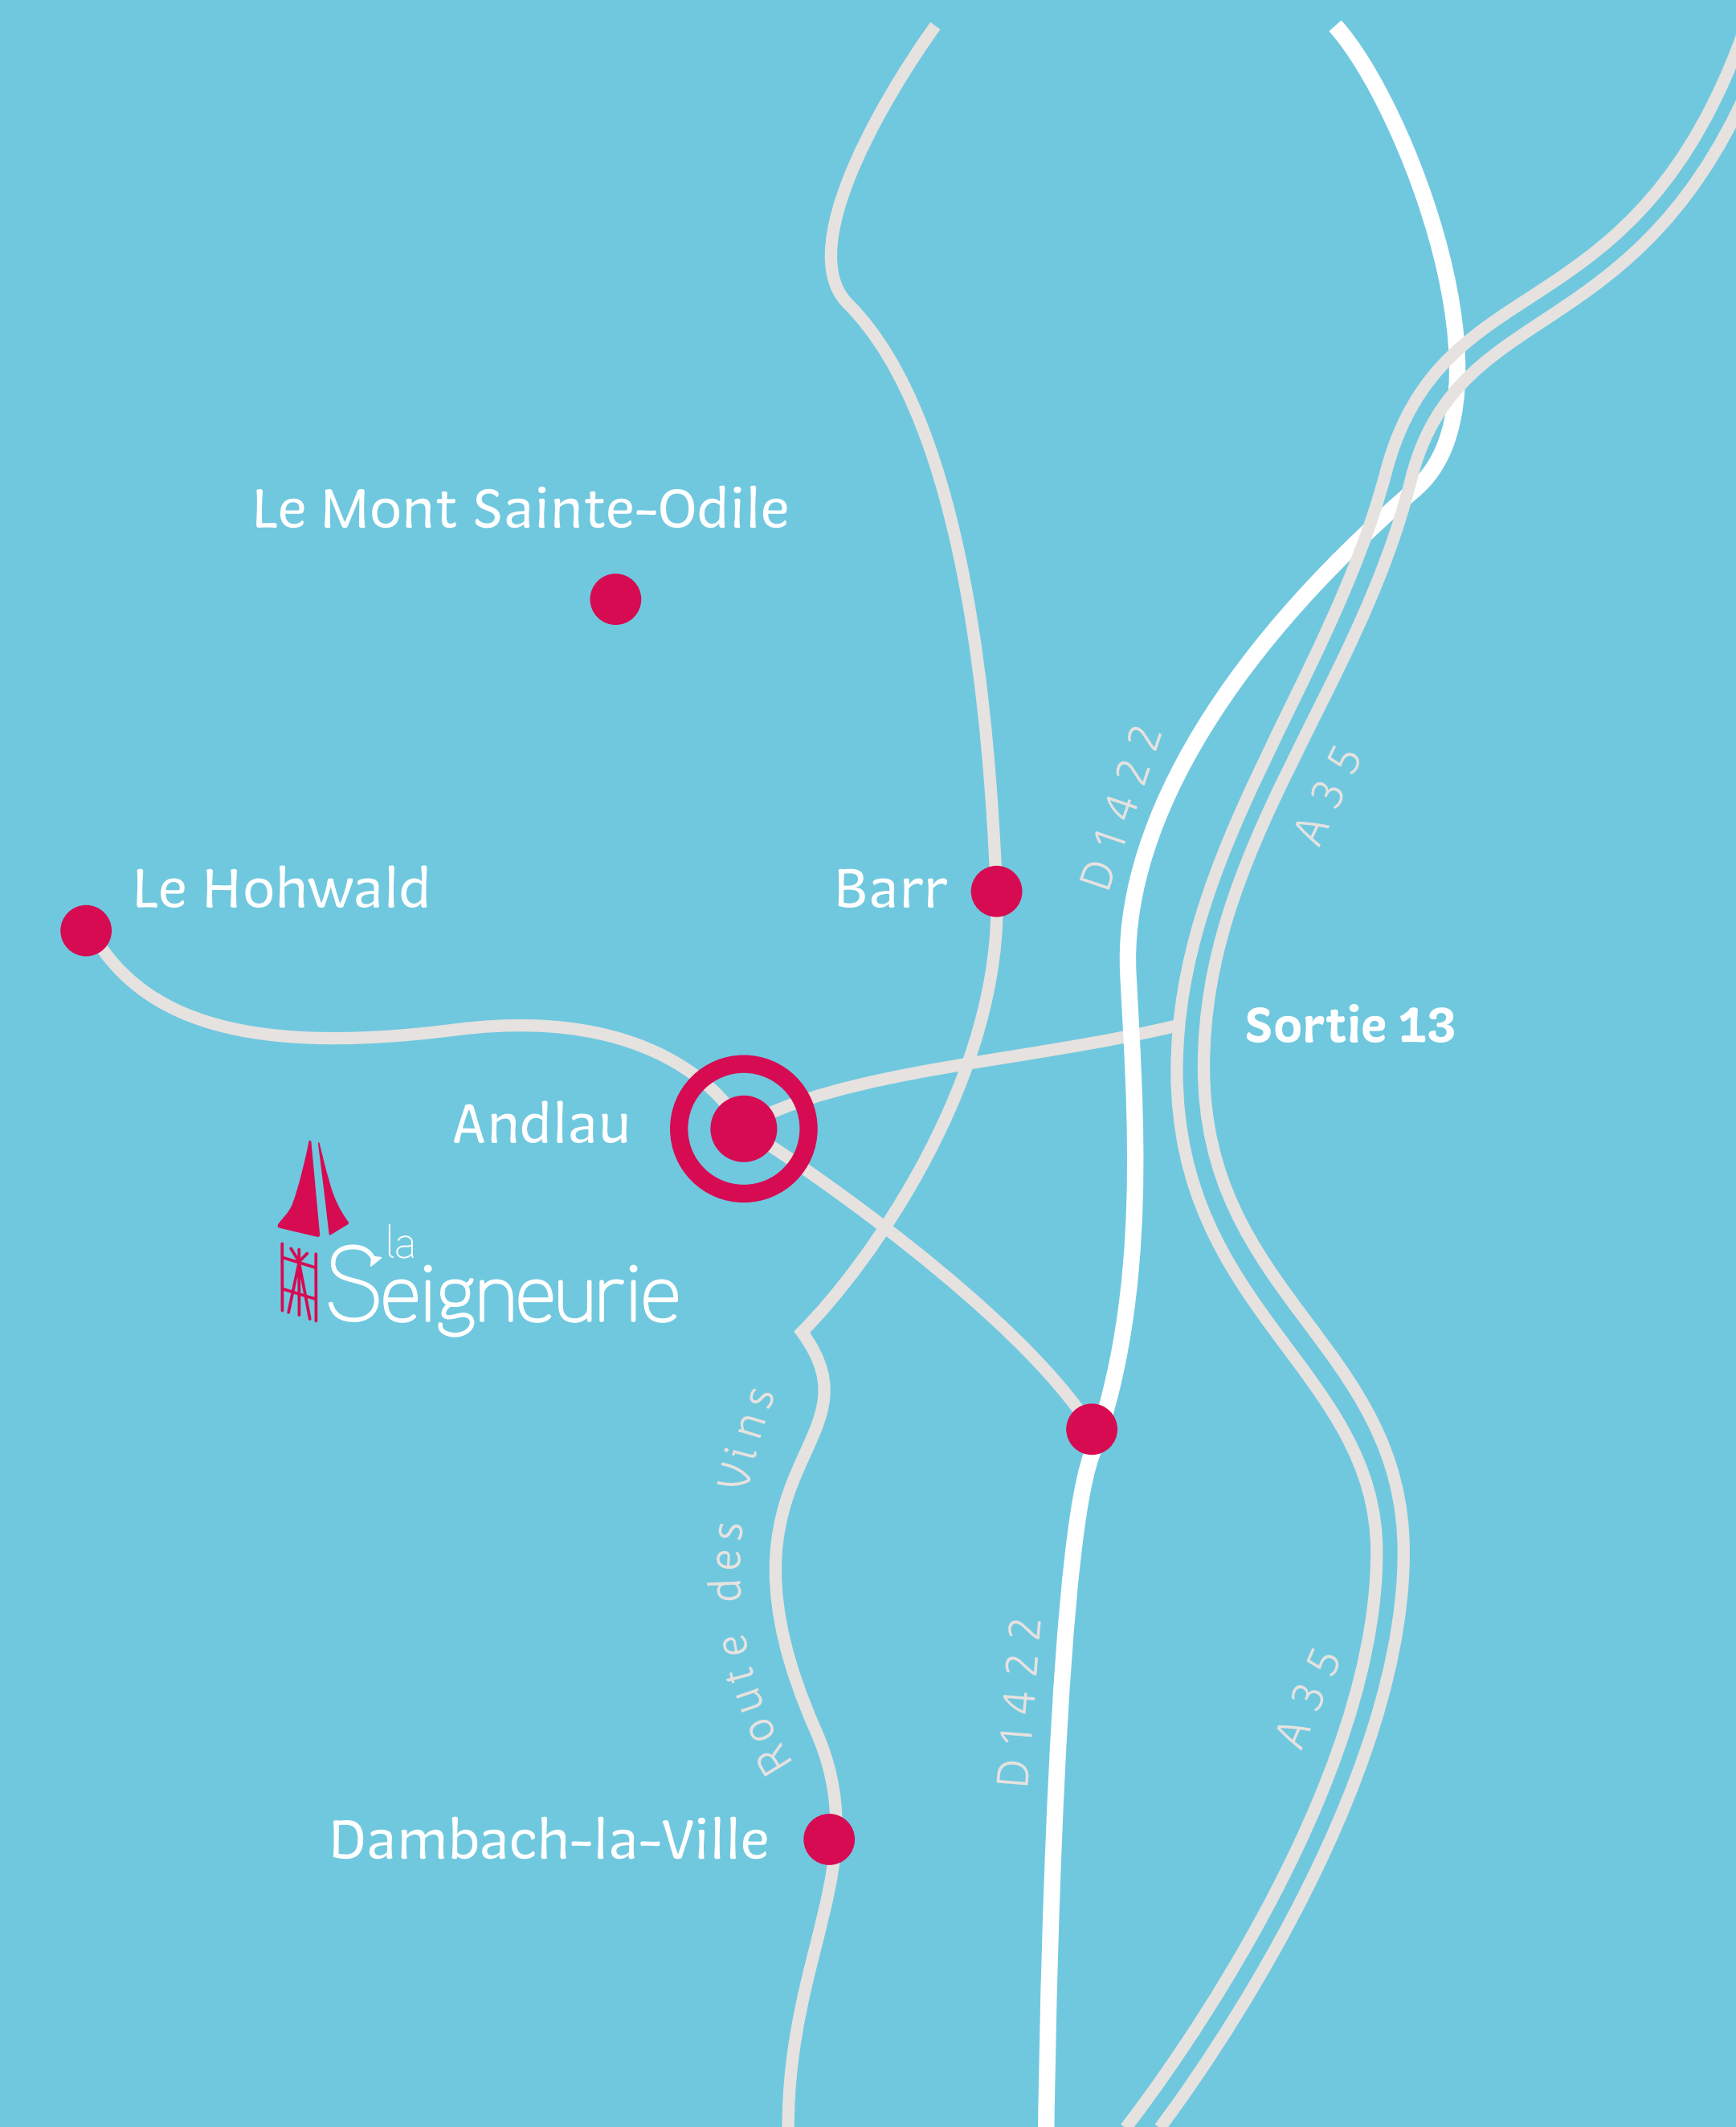 Le Mont Sainte-Odile
D1422
A35
Le Hohwald
Barr
Sortie 13
Andlau
la
Seigneurie
Route des Vins
D1422
A35
Dambach-la-Ville